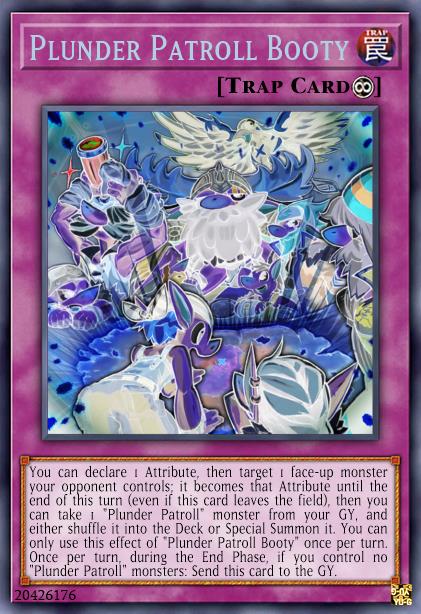 Plunder Patroll Booty
TRAP
罠
[Trap Card]
You can declare 1 Attribute, then target 1 face-up monster
your opponent controls; it becomes that Attribute until the
end of this turn (even if this card leaves the field), then you
can take 1 "Plunder Patroll" monster from your GY, and
either shuffle it into the Deck or Special Summon it. You can
only use this effect of "Plunder Patroll Booty" once per turn.
Once per turn, during the End Phase, if you control no
"Plunder Patroll" monsters: Send this card to the GY.
20426176